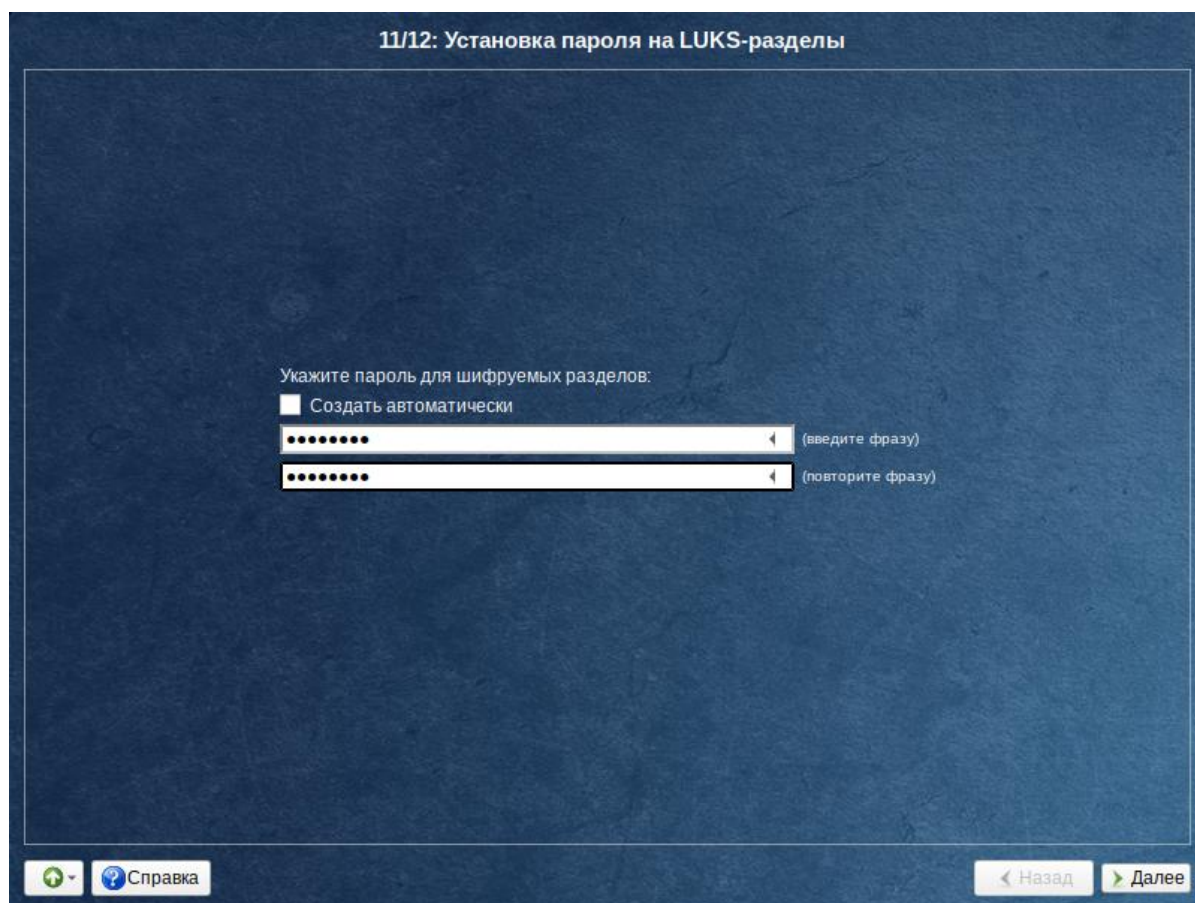 11/12: Установка пароля на LUKS-разделы
Укажите пароль для шифруемых разделов:
Создать автоматически
•••••••• (введите фразу)
•••••••• (повторите фразу)
Справка Назад Далее